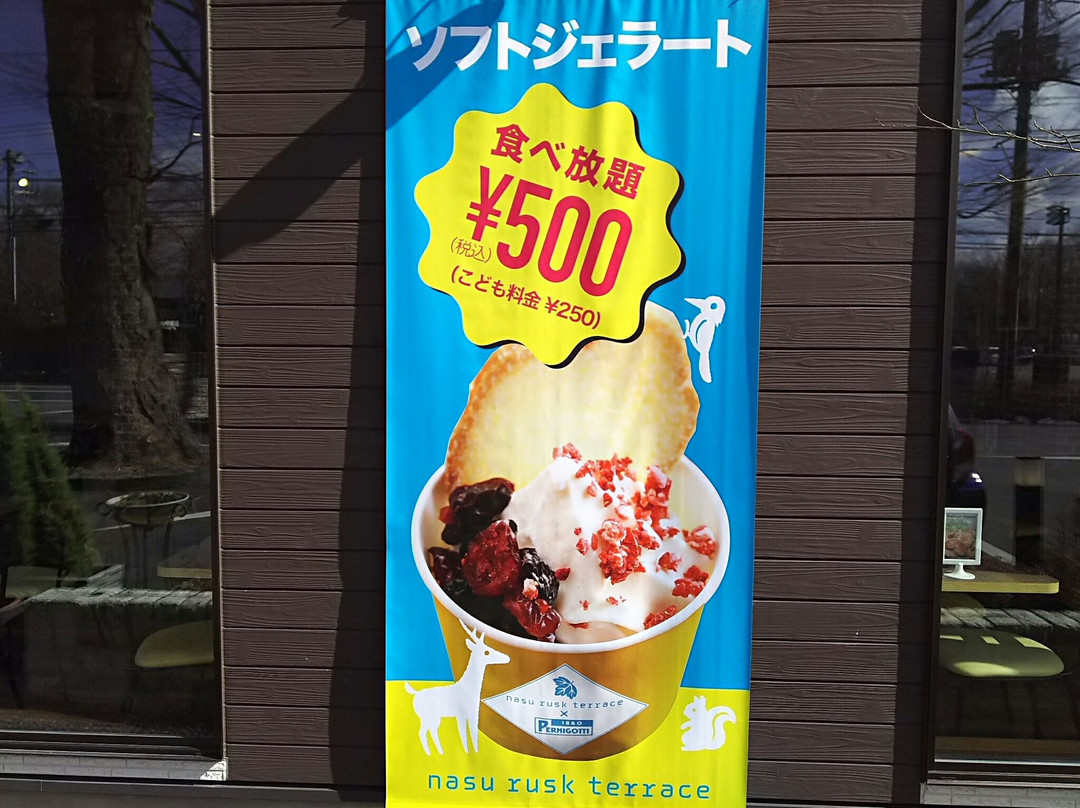 ソフトジェラート
食べ放題
¥500
(税込)
(こども料金 ¥250)
nasu rusk terrace
×
1860
PERNIGOTTI
nasu rusk terrace